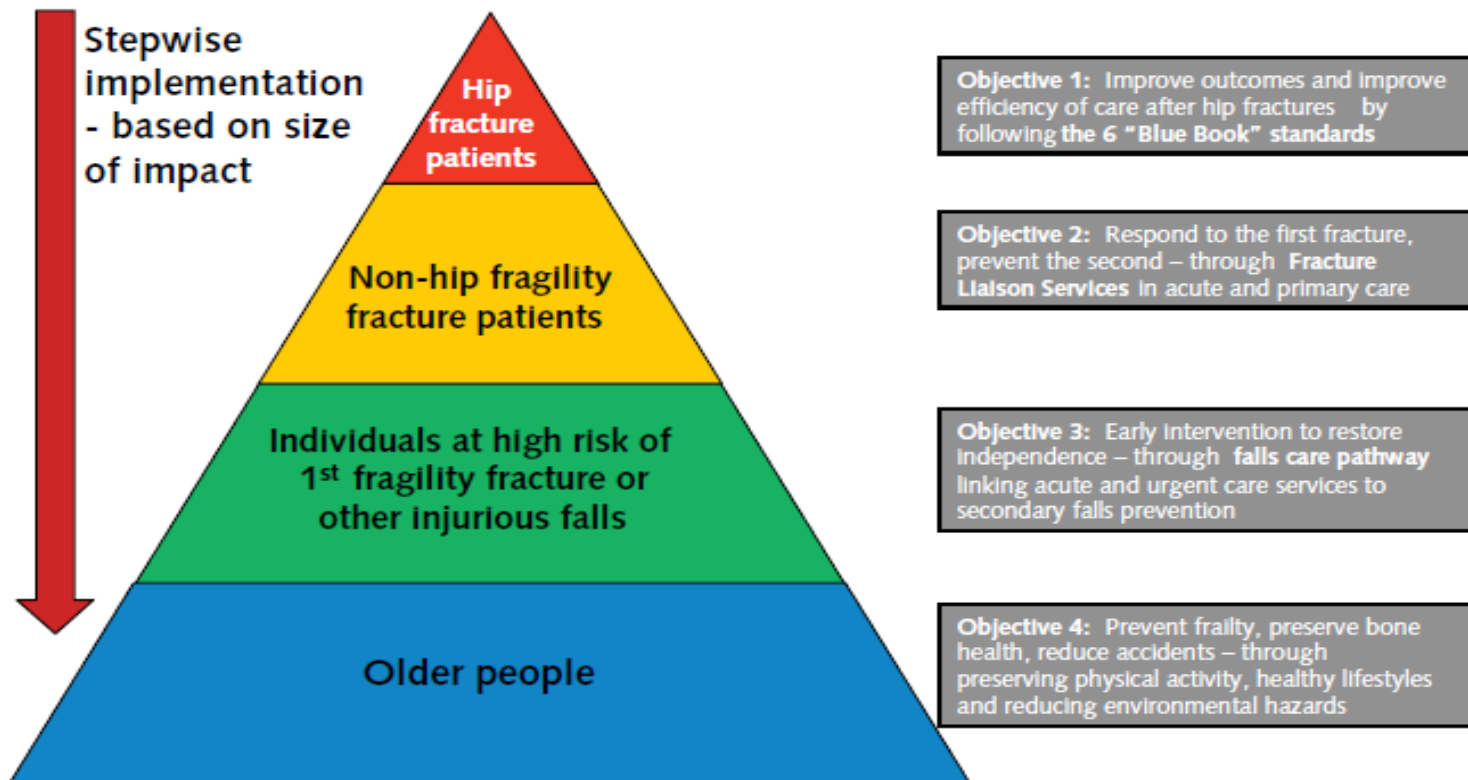 Stepwise
implementation
- based on size
of impact
Hip
fracture
patients
Objective 1: Improve outcomes and improve
efficiency of care after hip fractures by
following the 6 “Blue Book” standards
Non-hip fragility
fracture patients
Objective 2: Respond to the first fracture,
prevent the second – through Fracture
Liaison Services in acute and primary care
Individuals at high risk of
1st fragility fracture or
other injurious falls
Objective 3: Early intervention to restore
independence – through falls care pathway
linking acute and urgent care services to
secondary falls prevention
Older people
Objective 4: Prevent frailty, preserve bone
health, reduce accidents – through
preserving physical activity, healthy lifestyles
and reducing environmental hazards